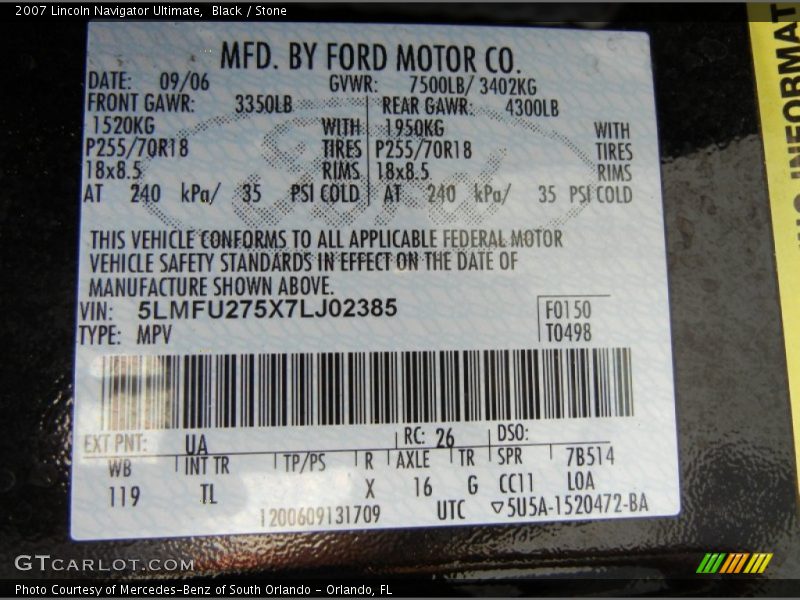 2007 Lincoln Navigator Ultimate,  Black / Stone
MFD. BY FORD MOTOR CO.
DATE: 09/06 GVWR: 7500LB/ 3402KG
FRONT GAWR: 3350LB REAR GAWR: 4300LB
1520KG WITH 1950KG WITH
P255/70R18 TIRES P255/70R18 TIRES
18x8.5 RIMS 18x8.5 RIMS
AT 240 kPa/ 35 PSI COLD AT 240 kPa/ 35 PSI COLD
Ford
THIS VEHICLE CONFORMS TO ALL APPLICABLE FEDERAL MOTOR
VEHICLE SAFETY STANDARDS IN EFFECT ON THE DATE OF
MANUFACTURE SHOWN ABOVE.
VIN: 5LMFU275X7LJ02385 F0150
TYPE: MPV T0498
EXT PNT: UA RC: 26 DSO:
WB INT TR TP/PS R AXLE TR SPR 7B514
119 TL X 16 G CC11 LOA
1200609131709 UTC ▽5U5A-1520472-BA
INFORMAT
GTCARLOT.COM
Photo Courtesy of Mercedes-Benz of South Orlando - Orlando, FL